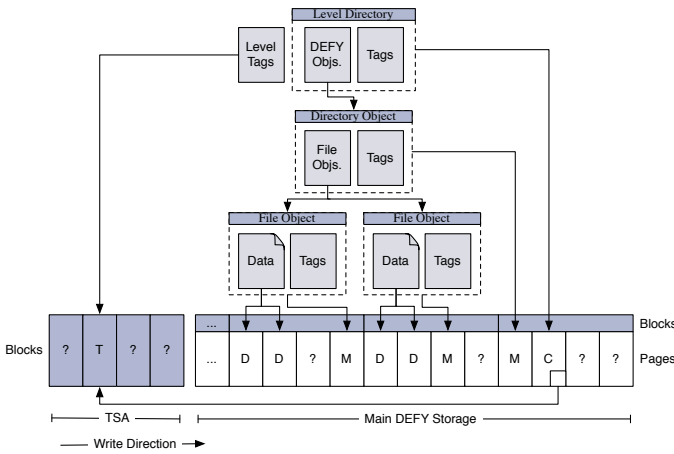 Level Directory
Level
Tags
DEFY
Objs.
Tags
Directory Object
File
Objs.
Tags
File Object
File Object
Data
Tags
Data
Tags
... Blocks
Blocks ? T ? ? ... D D ? M D D M ? M C ? ? Pages
TSA
Main DEFY Storage
Write Direction